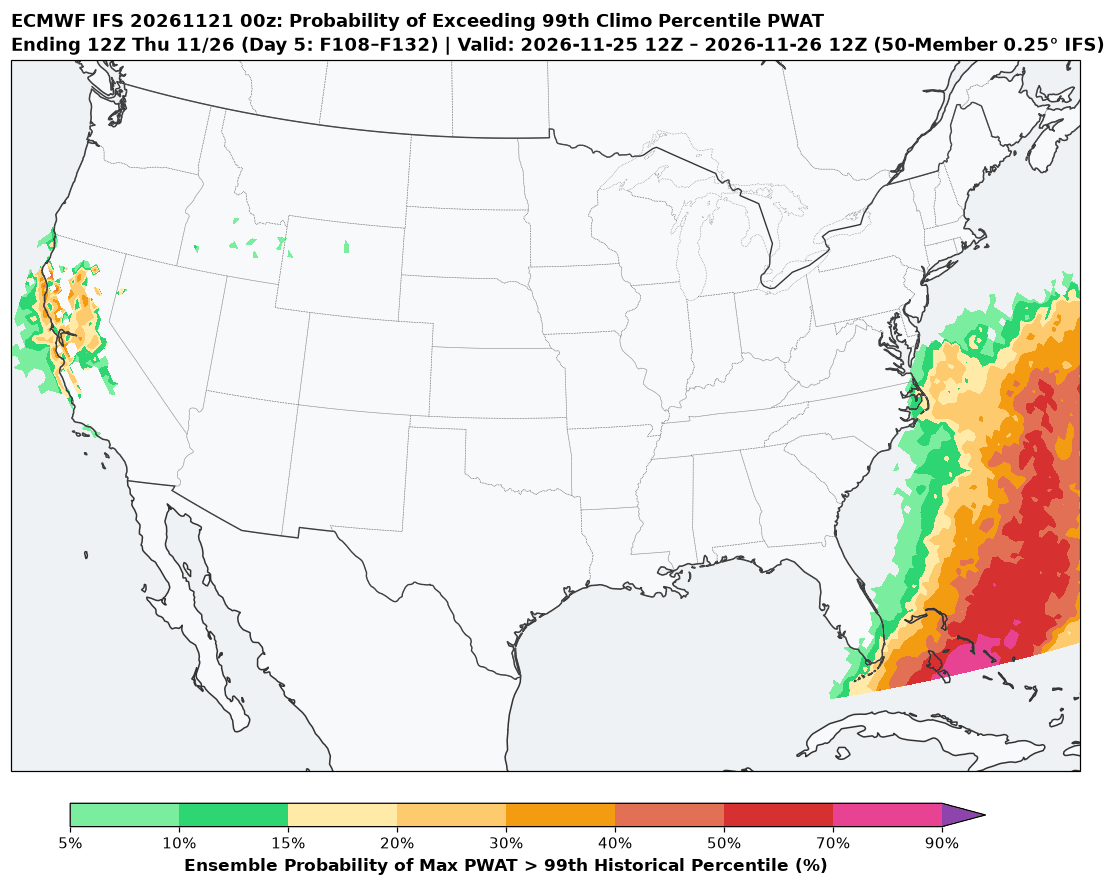 ECMWF IFS 20261121 00z: Probability of Exceeding 99th Climo Percentile PWAT
Ending 12Z Thu 11/26 (Day 5: F108–F132) | Valid: 2026-11-25 12Z – 2026-11-26 12Z (50-Member 0.25° IFS)
5% 10% 15% 20% 30% 40% 50% 70% 90%
Ensemble Probability of Max PWAT > 99th Historical Percentile (%)